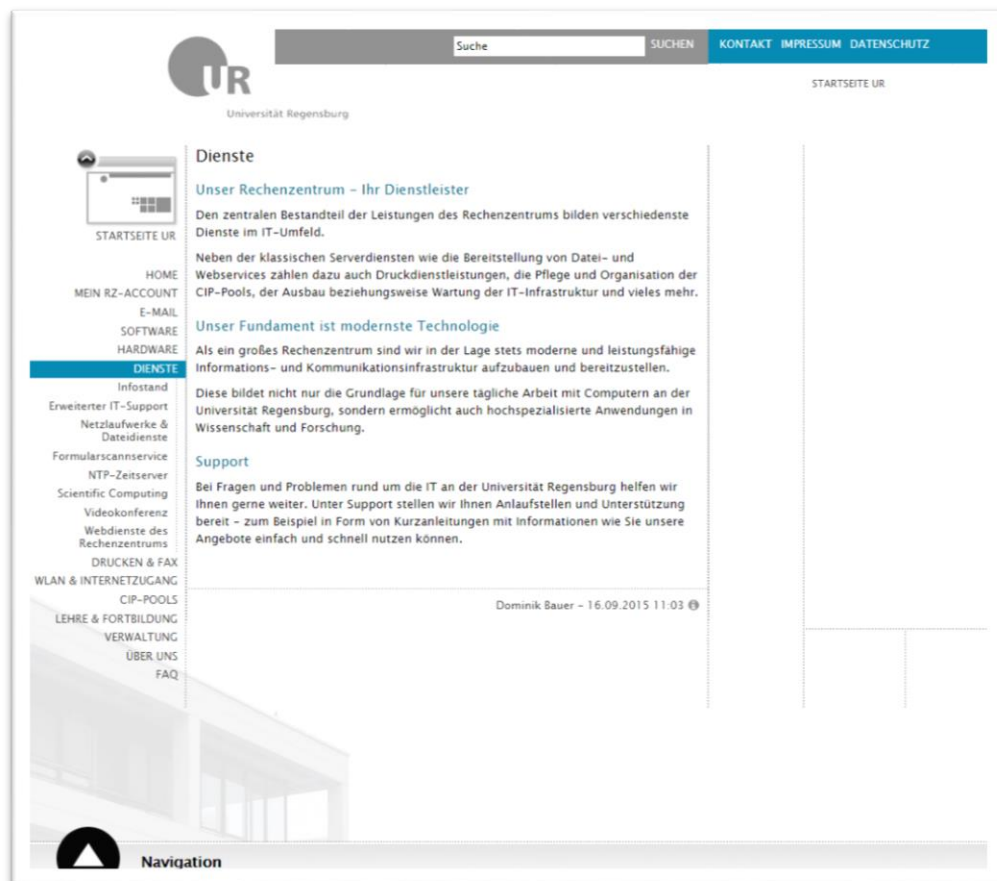 Suche
SUCHEN
KONTAKT IMPRESSUM DATENSCHUTZ
UR
Universität Regensburg
STARTSEITE UR
STARTSEITE UR
HOME
MEIN RZ-ACCOUNT
E-MAIL
SOFTWARE
HARDWARE
DIENSTE
Infostand
Erweiterter IT-Support
Netzlaufwerke &
Dateidienste
Formularscannservice
NTP-Zeitserver
Scientific Computing
Videokonferenz
Webdienste des
Rechenzentrums
DRUCKEN & FAX
WLAN & INTERNETZUGANG
CIP-POOLS
LEHRE & FORTBILDUNG
VERWALTUNG
ÜBER UNS
FAQ
Dienste
Unser Rechenzentrum – Ihr Dienstleister
Den zentralen Bestandteil der Leistungen des Rechenzentrums bilden verschiedenste
Dienste im IT-Umfeld.
Neben der klassischen Serverdiensten wie die Bereitstellung von Datei- und
Webservices zählen dazu auch Druckdienstleistungen, die Pflege und Organisation der
CIP-Pools, der Ausbau beziehungsweise Wartung der IT-Infrastruktur und vieles mehr.
Unser Fundament ist modernste Technologie
Als ein großes Rechenzentrum sind wir in der Lage stets moderne und leistungsfähige
Informations- und Kommunikationsinfrastruktur aufzubauen und bereitzustellen.
Diese bildet nicht nur die Grundlage für unsere tägliche Arbeit mit Computern an der
Universität Regensburg, sondern ermöglicht auch hochspezialisierte Anwendungen in
Wissenschaft und Forschung.
Support
Bei Fragen und Problemen rund um die IT an der Universität Regensburg helfen wir
Ihnen gerne weiter. Unter Support stellen wir Ihnen Anlaufstellen und Unterstützung
bereit – zum Beispiel in Form von Kurzanleitungen mit Informationen wie Sie unsere
Angebote einfach und schnell nutzen können.
Dominik Bauer – 16.09.2015 11:03
Navigation